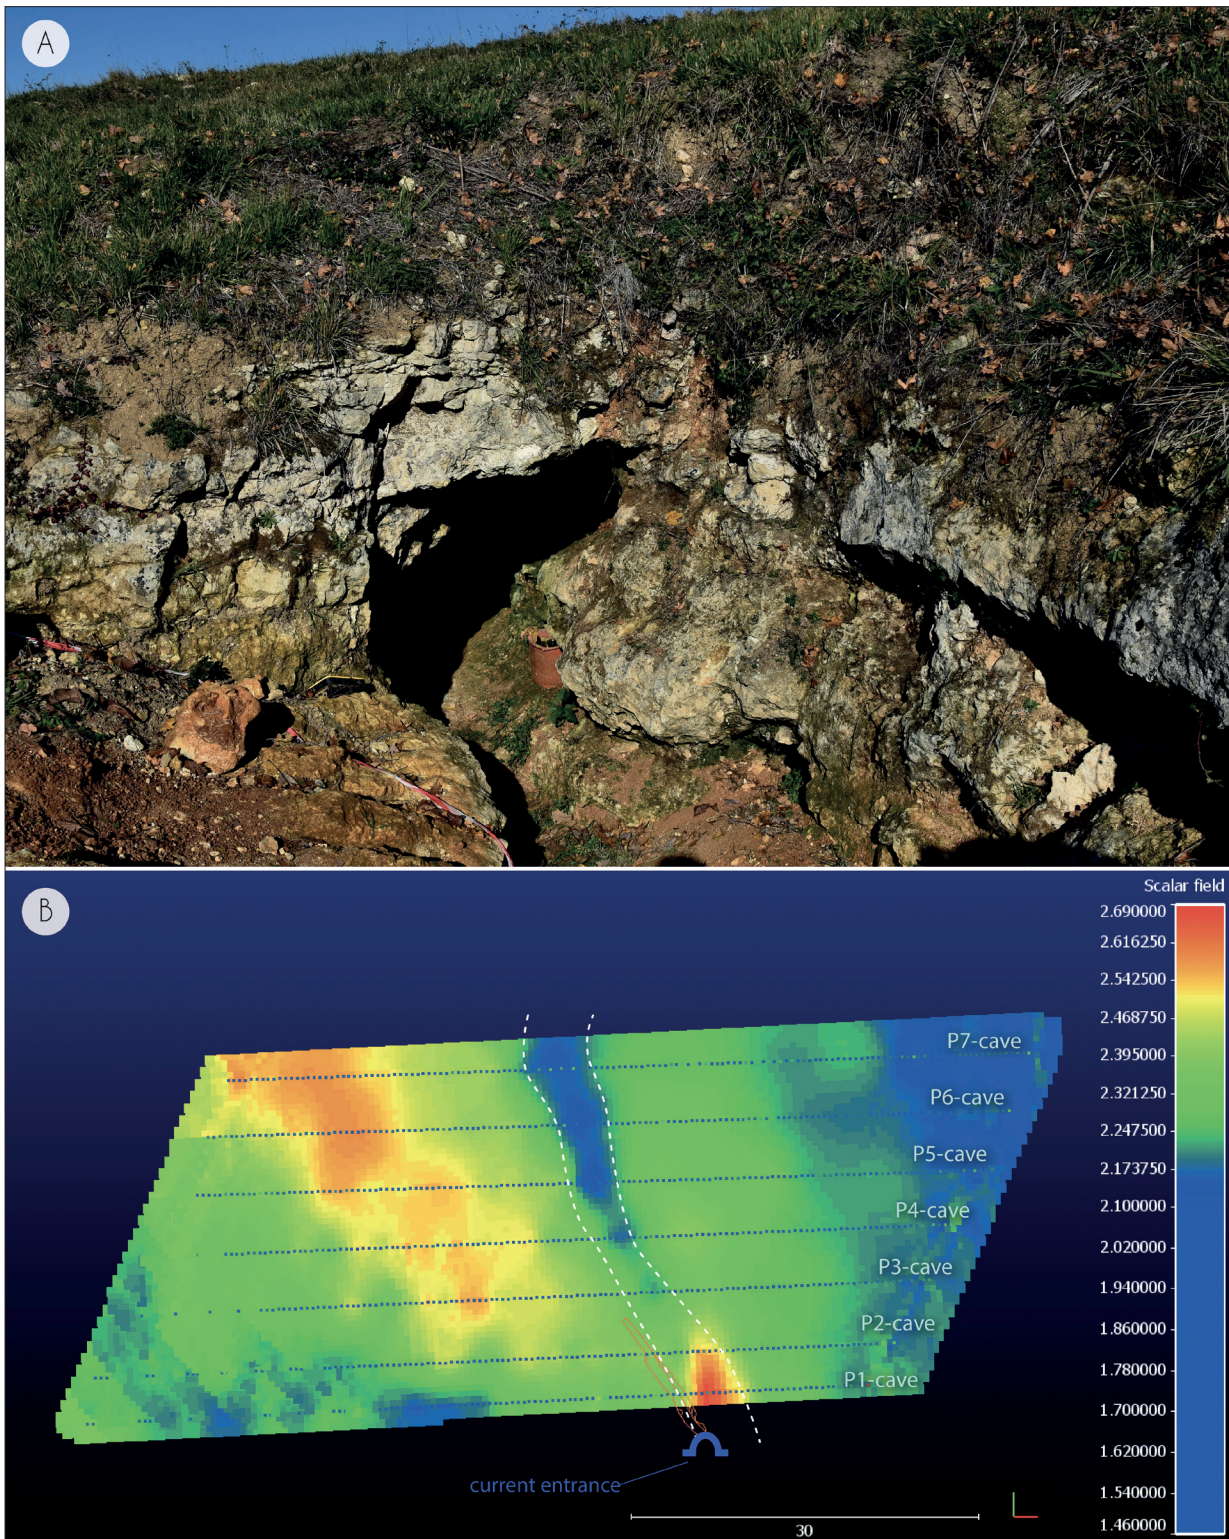 A
B
Scalar field
2.690000
2.616250
2.542500
2.468750
2.395000
2.321250
2.247500
2.173750
2.100000
2.020000
1.940000
1.860000
1.780000
1.700000
1.620000
1.540000
1.460000
P7-cave
P6-cave
P5-cave
P4-cave
P3-cave
P2-cave
P1-cave
current entrance
30